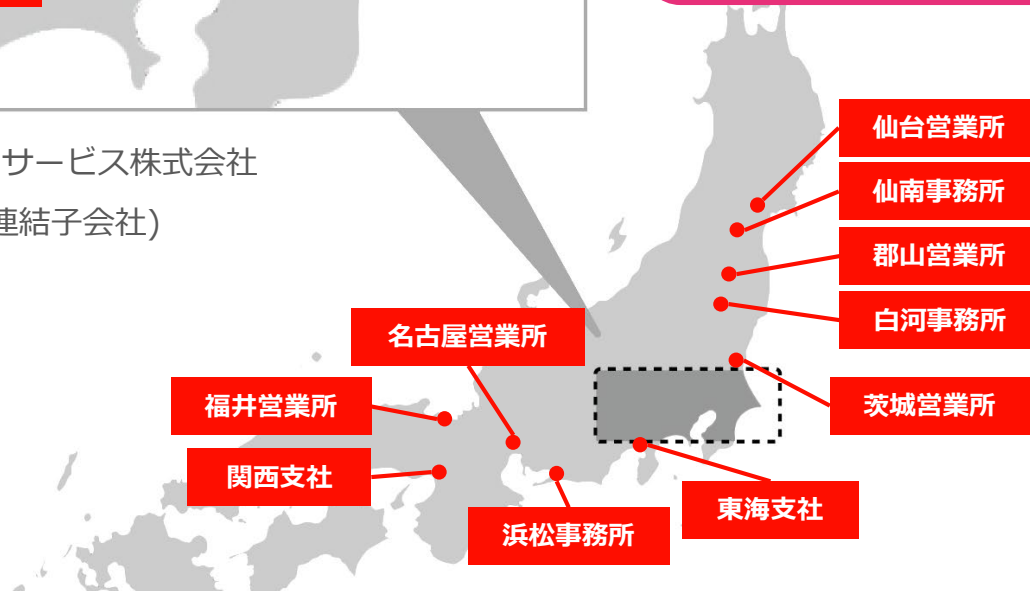 サービス株式会社
連結子会社)
仙台営業所
仙南事務所
郡山営業所
白河事務所
茨城営業所
名古屋営業所
福井営業所
関西支社
浜松事務所
東海支社